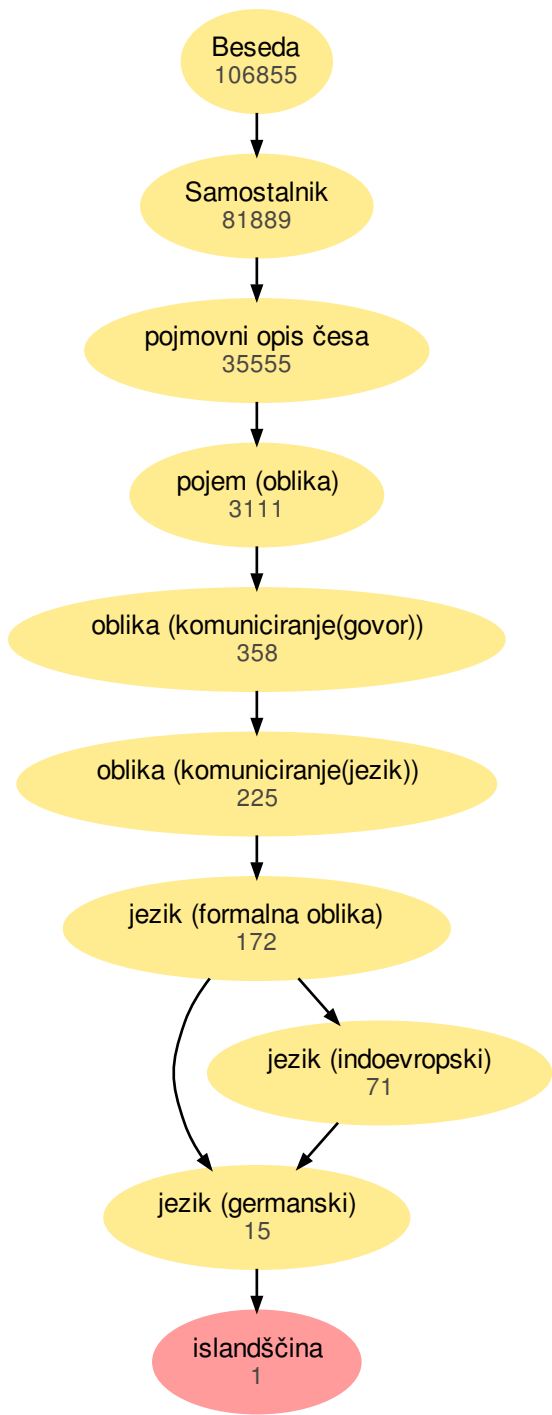 Beseda
106855
Samostalnik
81889
pojmovni opis česa
35555
pojem (oblika)
3111
oblika (komuniciranje(govor))
358
oblika (komuniciranje(jezik))
225
jezik (formalna oblika)
172
jezik (indoevropski)
71
jezik (germanski)
15
islandščina
1